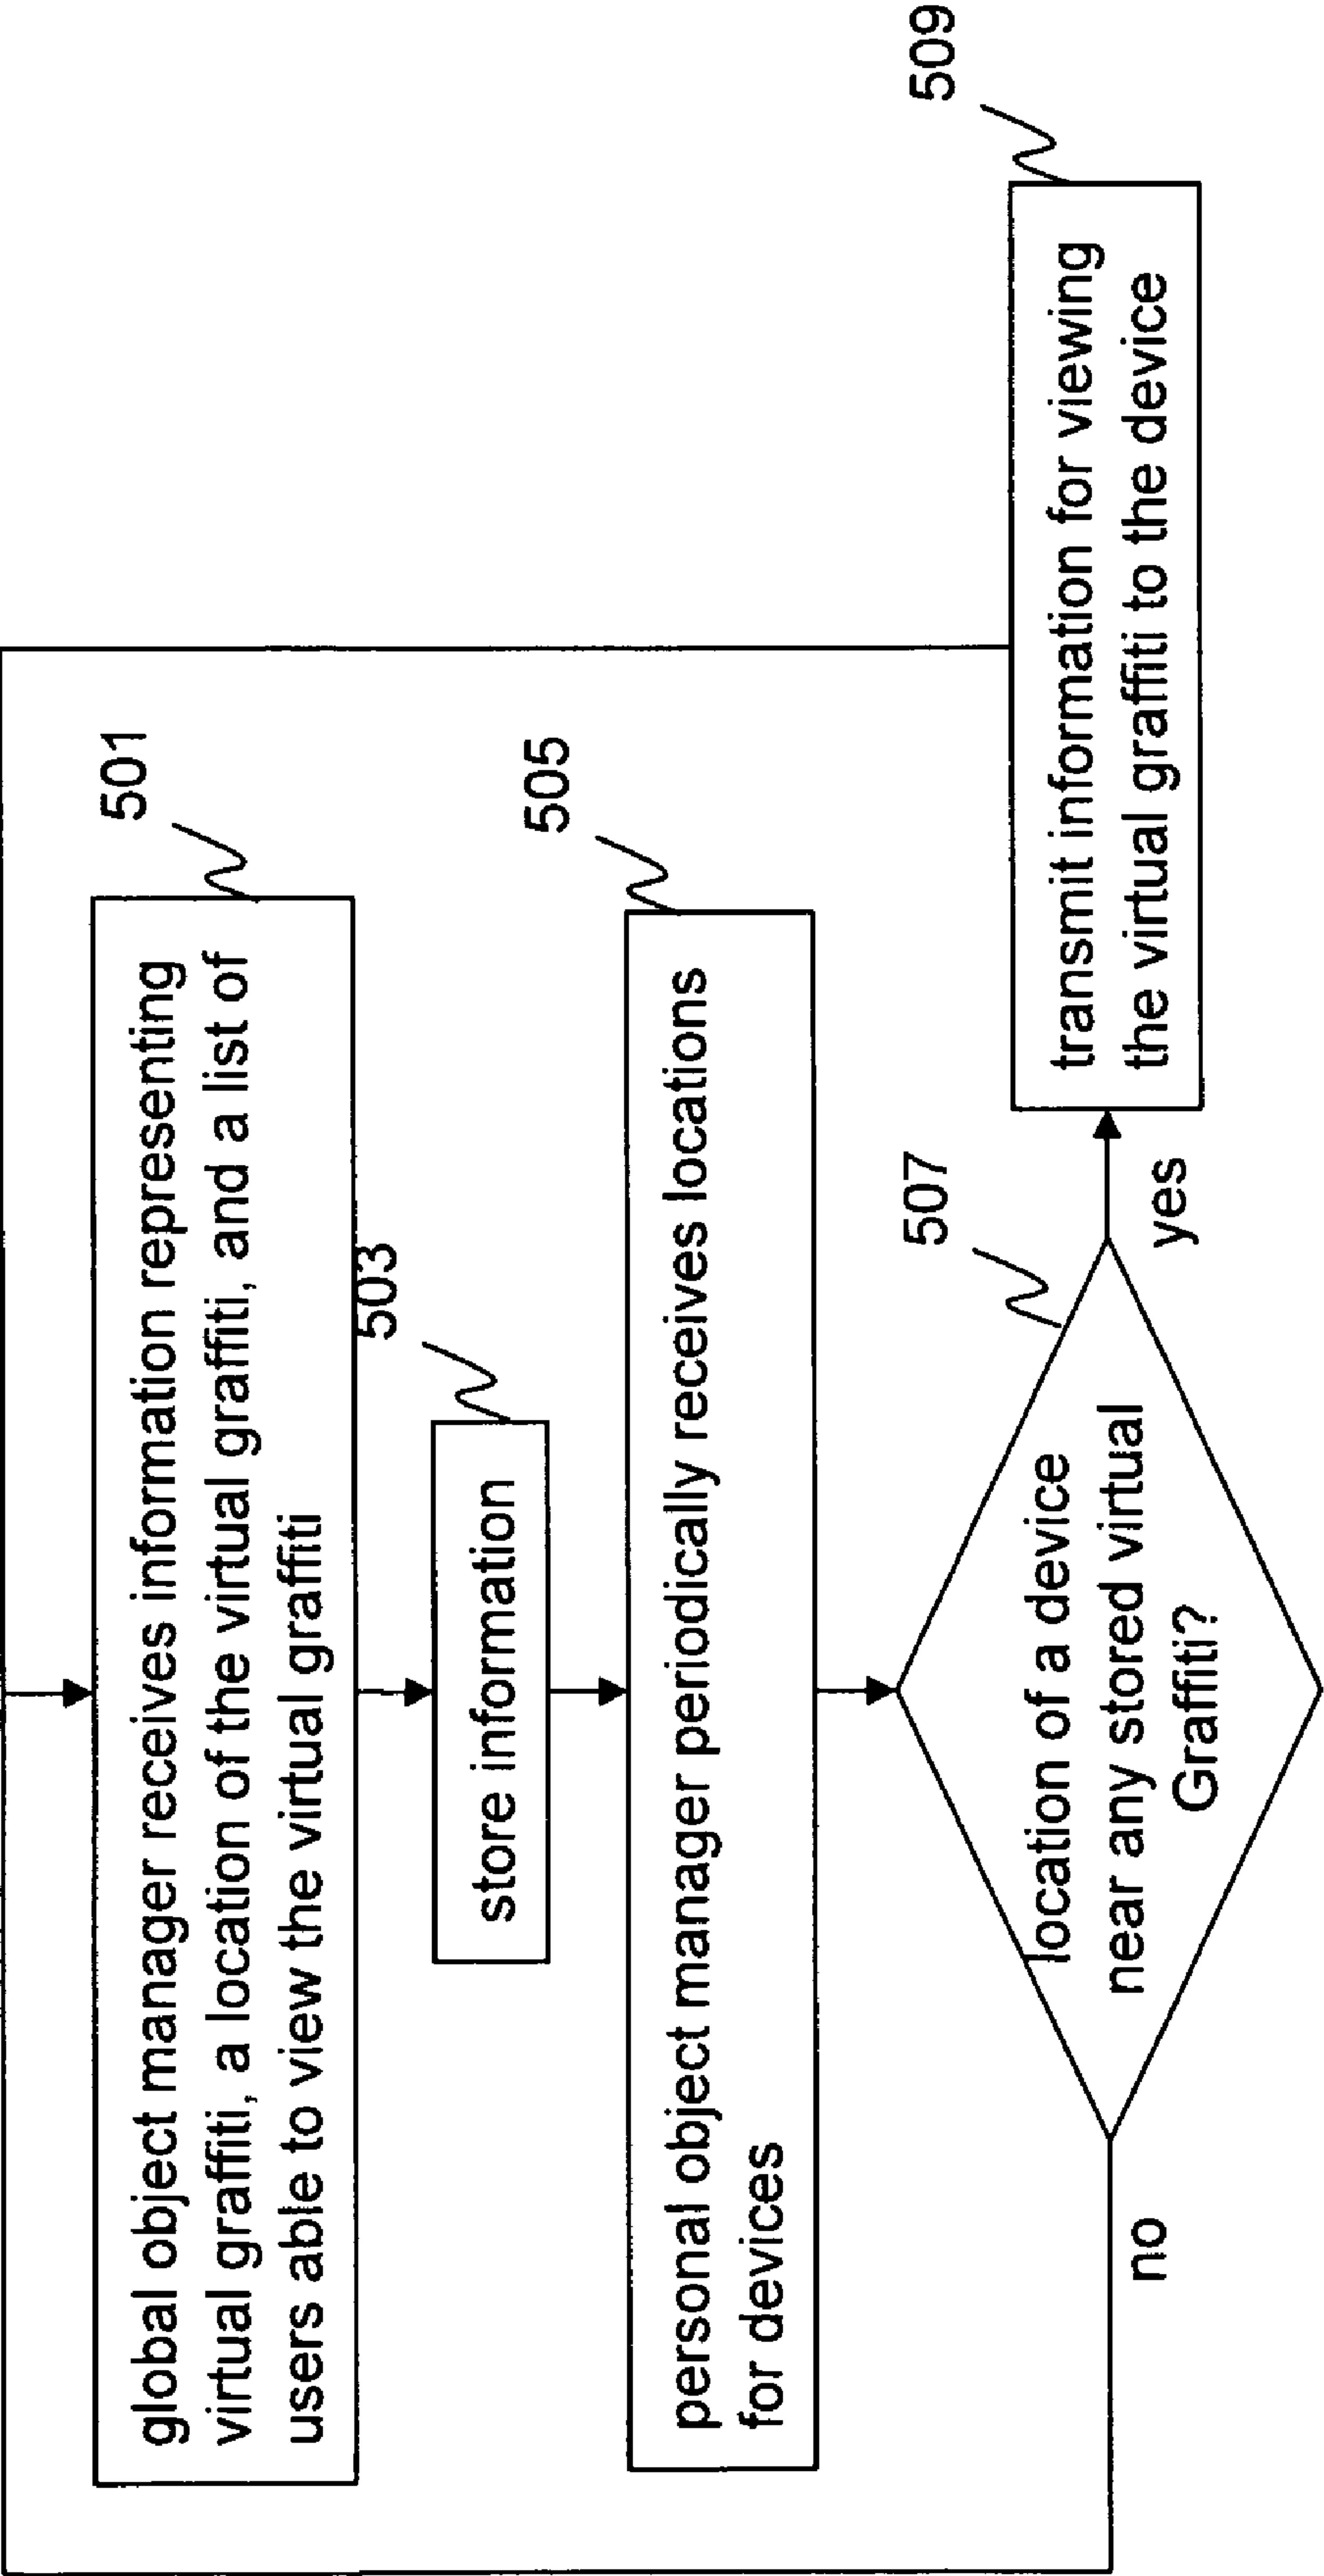 501
global object manager receives information representing
virtual graffiti, a location of the virtual graffiti, and a list of
users able to view the virtual graffiti
503
store information
505
personal object manager periodically receives locations
for devices
507
location of a device
near any stored virtual
Graffiti?
no
yes
509
transmit information for viewing
the virtual graffiti to the device